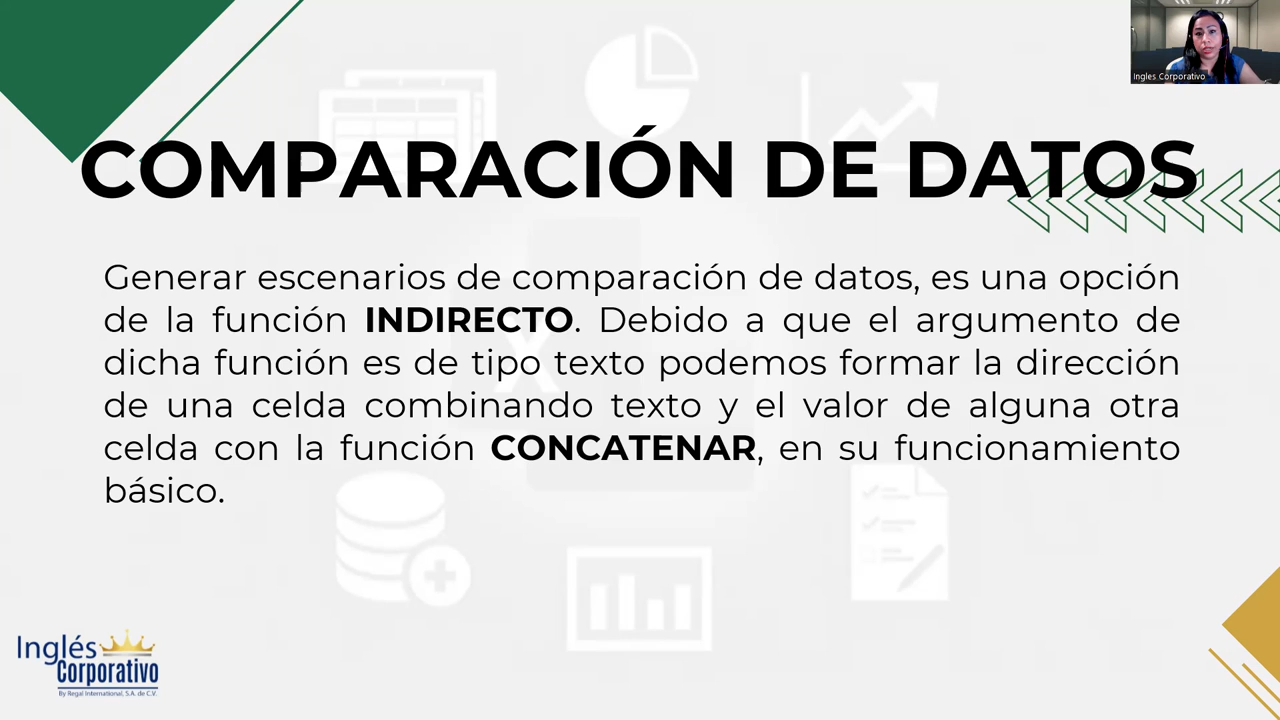 Ingles Corporativo
COMPARACIÓN DE DATOS
Generar escenarios de comparación de datos, es una opción
de la función INDIRECTO. Debido a que el argumento de
dicha función es de tipo texto podemos formar la dirección
de una celda combinando texto y el valor de alguna otra
celda con la función CONCATENAR, en su funcionamiento
básico.
Inglés
Corporativo
By Regal International, S.A. de C.V.